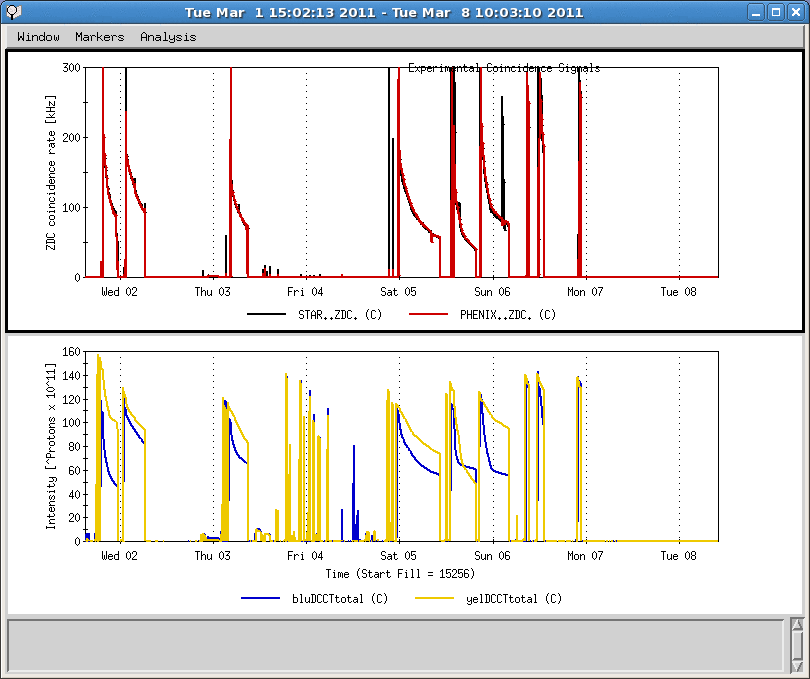 Tue Mar  1 15:02:13 2011 - Tue Mar  8 10:03:10 2011
Window Markers Analysis
Experimental Coincidence Signals
300
200
100
0
ZDC coincidence rate [kHz]
Wed 02 Thu 03 Fri 04 Sat 05 Sun 06 Mon 07 Tue 08
STAR..ZDC. (C) PHENIX..ZDC. (C)
160
140
120
100
80
60
40
20
0
Intensity [^Protons x 10^11]
Wed 02 Thu 03 Fri 04 Sat 05 Sun 06 Mon 07 Tue 08
Time (Start Fill = 15256)
bluDCCTtotal (C) yelDCCTtotal (C)